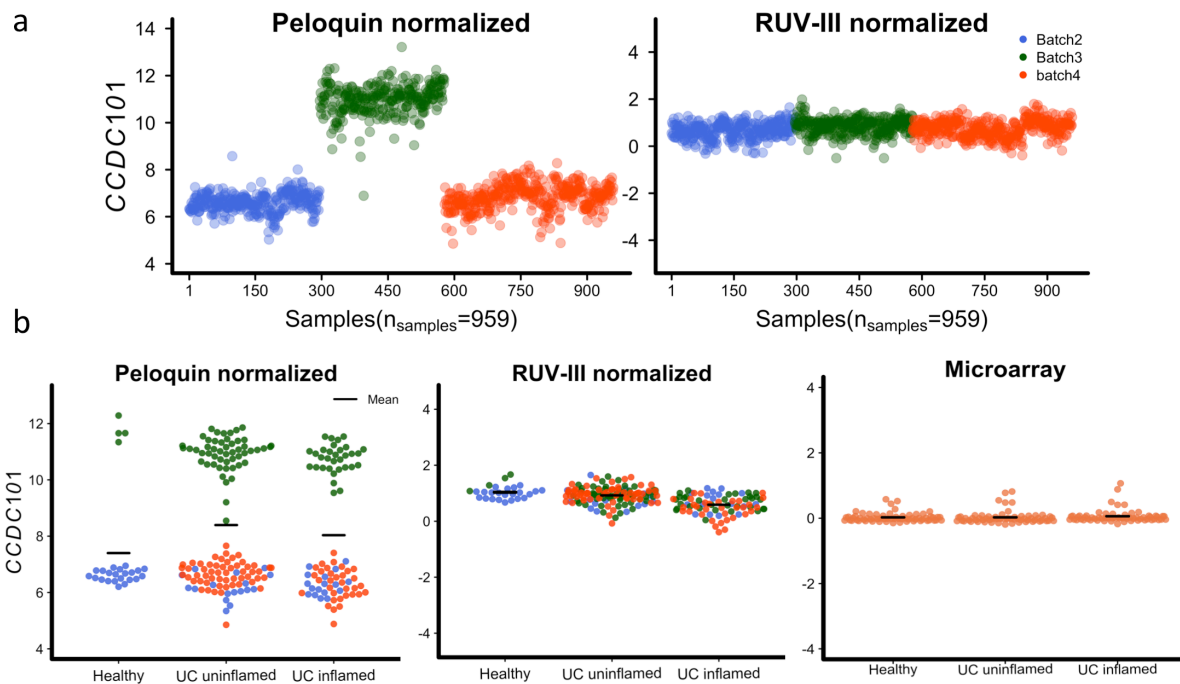 a
Peloquin normalized
RUV-III normalized
CCDC101
14
12
10
8
6
4
1
150
300
450
600
750
900
Samples(nsamples=959)
4
2
0
-2
-4
1
150
300
450
600
750
900
Samples(nsamples=959)
Batch2
Batch3
batch4
b
Peloquin normalized
Mean
CCDC101
12
10
8
6
4
Healthy
UC uninflamed
UC inflamed
RUV-III normalized
4
2
0
-2
-4
Healthy
UC uninflamed
UC inflamed
Microarray
4
2
0
-2
-4
Healthy
UC uninflamed
UC inflamed